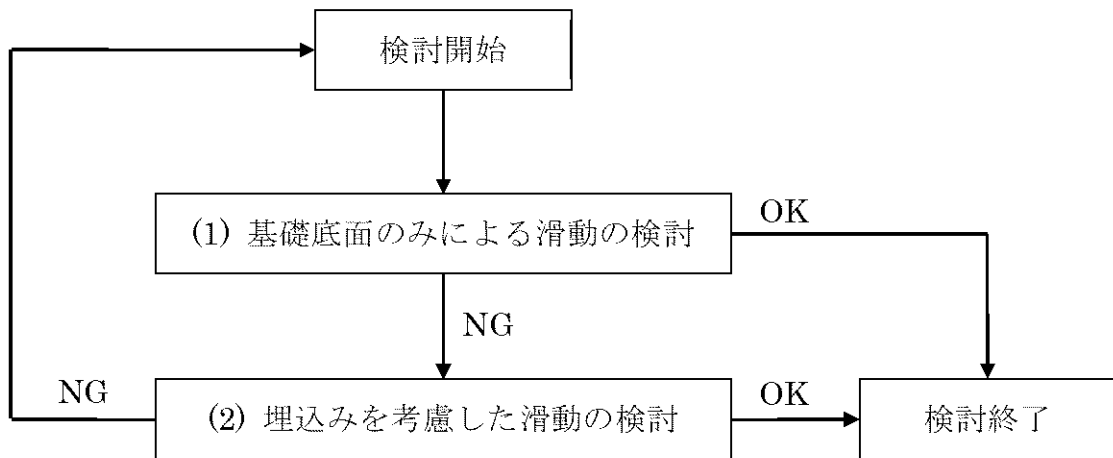 検討開始
(1) 基礎底面のみによる滑動の検討
OK
NG
NG
(2) 埋込みを考慮した滑動の検討
OK
検討終了